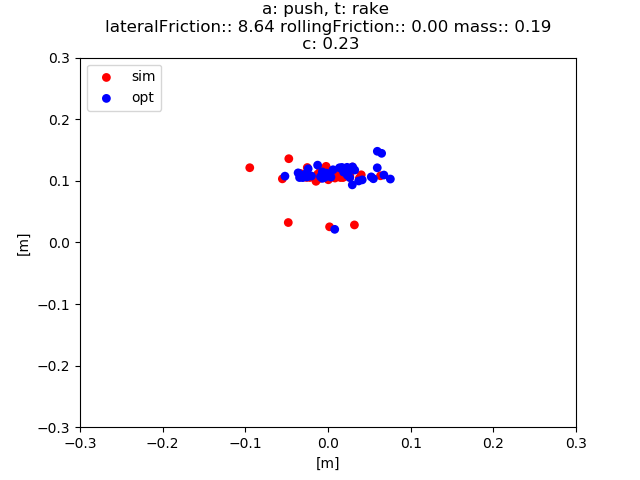 a: push, t: rake
lateralFriction:: 8.64 rollingFriction:: 0.00 mass:: 0.19
c: 0.23
sim
opt
0.3
0.2
0.1
0.0
−0.1
−0.2
−0.3
[m]
−0.3
−0.2
−0.1
0.0
0.1
0.2
0.3
[m]